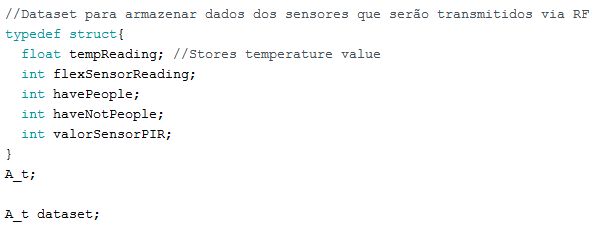 //Dataset para armazenar dados dos sensores que serão transmitidos via RF
typedef struct{
  float tempReading; //Stores temperature value
  int flexSensorReading;
  int havePeople;
  int haveNotPeople;
  int valorSensorPIR;
}
A_t;

A_t dataset;